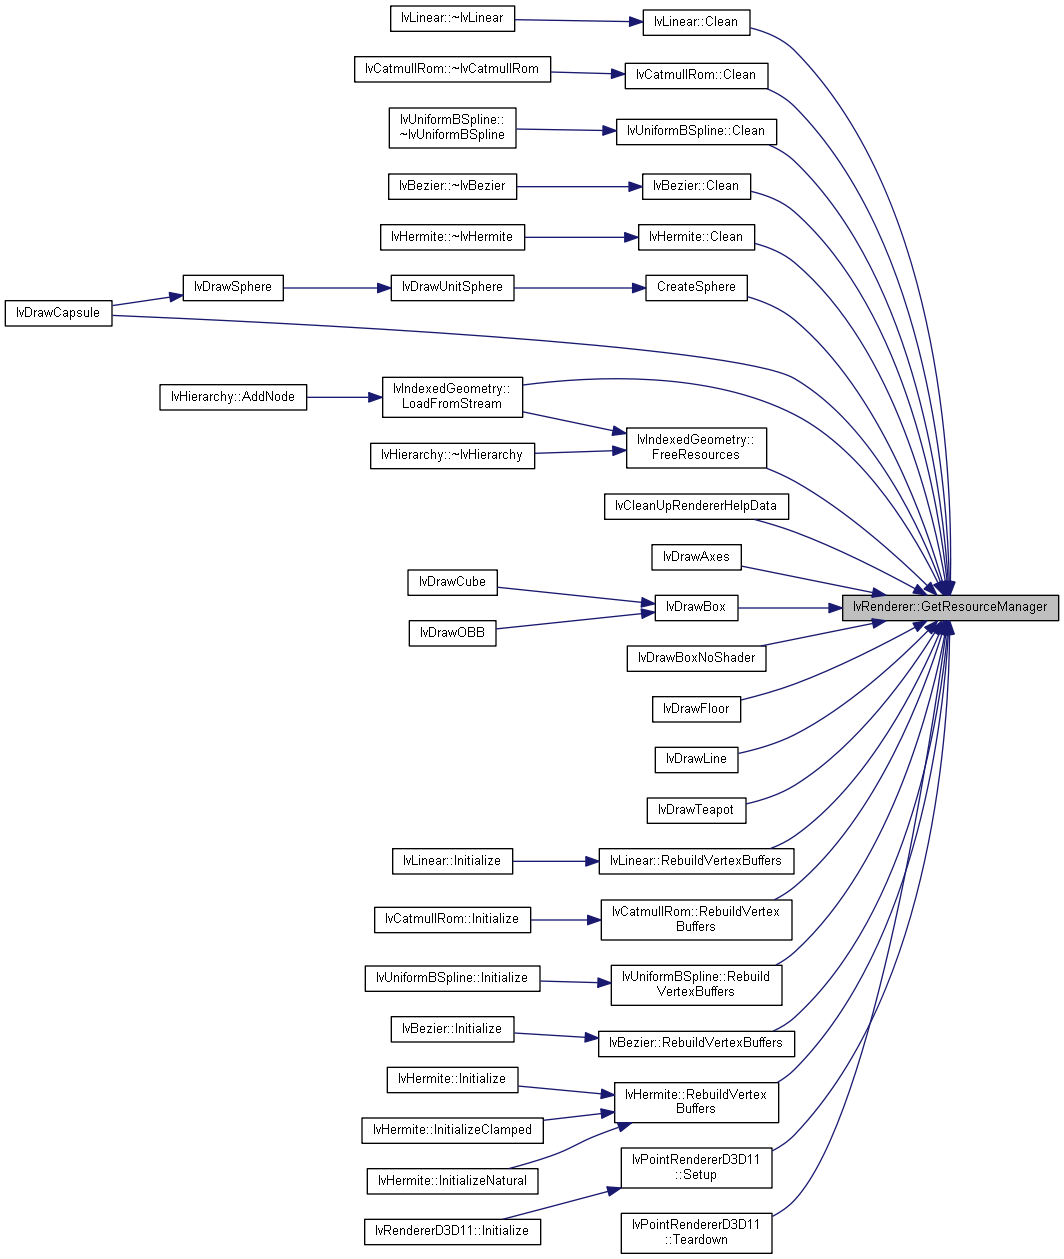 IvLinear::~IvLinear
IvLinear::Clean
IvCatmullRom::~IvCatmullRom
IvCatmullRom::Clean
IvUniformBSpline::
~IvUniformBSpline
IvUniformBSpline::Clean
IvBezier::~IvBezier
IvBezier::Clean
IvHermite::~IvHermite
IvHermite::Clean
IvDrawCapsule
IvDrawSphere
IvDrawUnitSphere
CreateSphere
IvHierarchy::AddNode
IvIndexedGeometry::
LoadFromStream
IvHierarchy::~IvHierarchy
IvIndexedGeometry::
FreeResources
IvCleanUpRendererHelpData
IvDrawAxes
IvDrawCube
IvDrawOBB
IvDrawBox
IvRenderer::GetResourceManager
IvDrawBoxNoShader
IvDrawFloor
IvDrawLine
IvDrawTeapot
IvLinear::Initialize
IvLinear::RebuildVertexBuffers
IvCatmullRom::Initialize
IvCatmullRom::RebuildVertex
Buffers
IvUniformBSpline::Initialize
IvUniformBSpline::Rebuild
VertexBuffers
IvBezier::Initialize
IvBezier::RebuildVertexBuffers
IvHermite::Initialize
IvHermite::InitializeClamped
IvHermite::InitializeNatural
IvHermite::RebuildVertex
Buffers
IvPointRendererD3D11
::Setup
IvRendererD3D11::Initialize
IvPointRendererD3D11
::Teardown